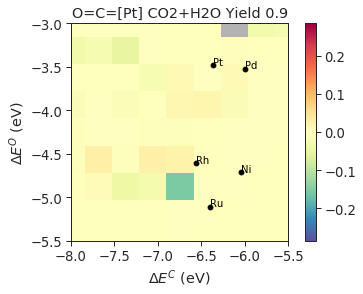 O=C=[Pt] CO2+H2O Yield 0.9
−3.0
−3.5
−4.0
−4.5
−5.0
−5.5
ΔE^O (eV)
Pt
Pd
Rh
Ni
Ru
−8.0 −7.5 −7.0 −6.5 −6.0 −5.5
ΔE^C (eV)
0.2
0.1
0.0
−0.1
−0.2